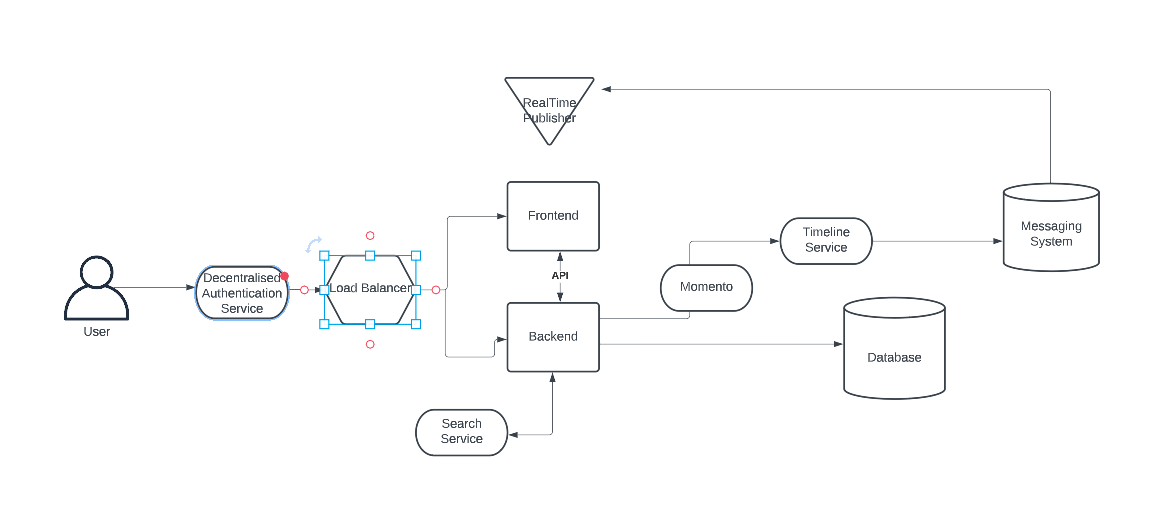 RealTime
Publisher
Frontend
Timeline
Service
Messaging
System
API
Decentralised
Authentication
Service
Load Balancer
Momento
User
Backend
Database
Search
Service